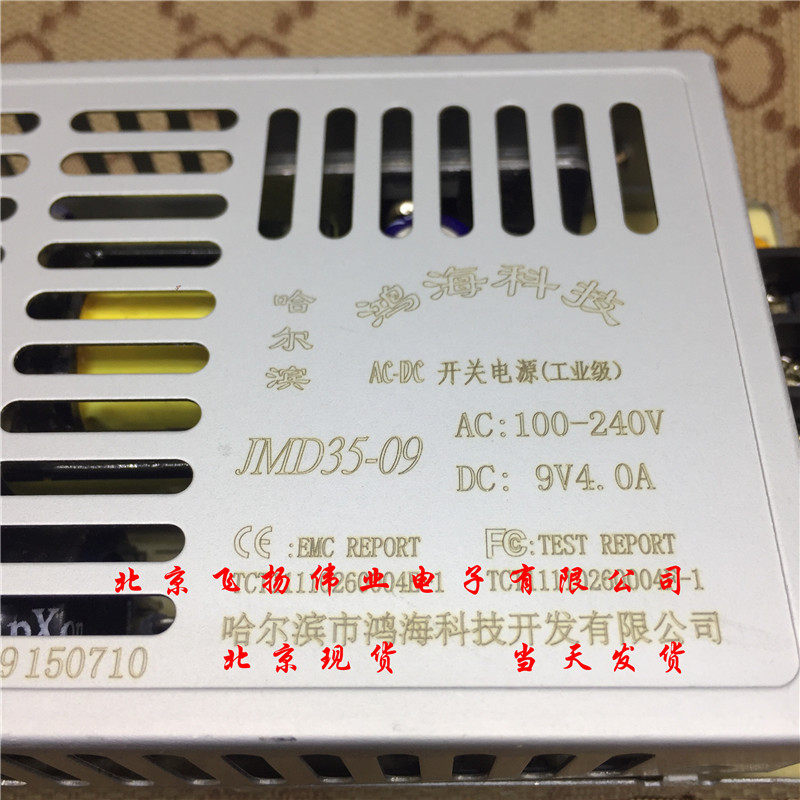 哈尔滨
鸿海科技
AC-DC 开关电源(工业级)
JMD35-09
AC:100-240V
DC: 9V4.0A
CE:EMC REPORT
FC:TEST REPORT
北京飞扬伟业电子有限公司
哈尔滨市鸿海科技开发有限公司
9150710
北京现货 当天发货